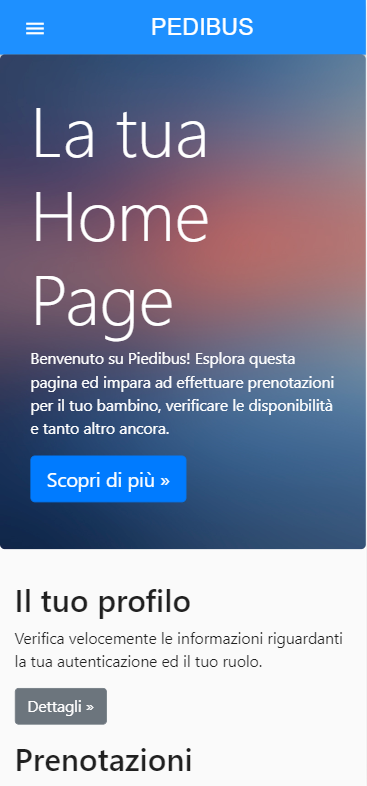 PEDIBUS
La tua
Home
Page
Benvenuto su Piedibus! Esplora questa
pagina ed impara ad effettuare prenotazioni
per il tuo bambino, verificare le disponibilità
e tanto altro ancora.
Scopri di più »
Il tuo profilo
Verifica velocemente le informazioni riguardanti
la tua autenticazione ed il tuo ruolo.
Dettagli »
Prenotazioni